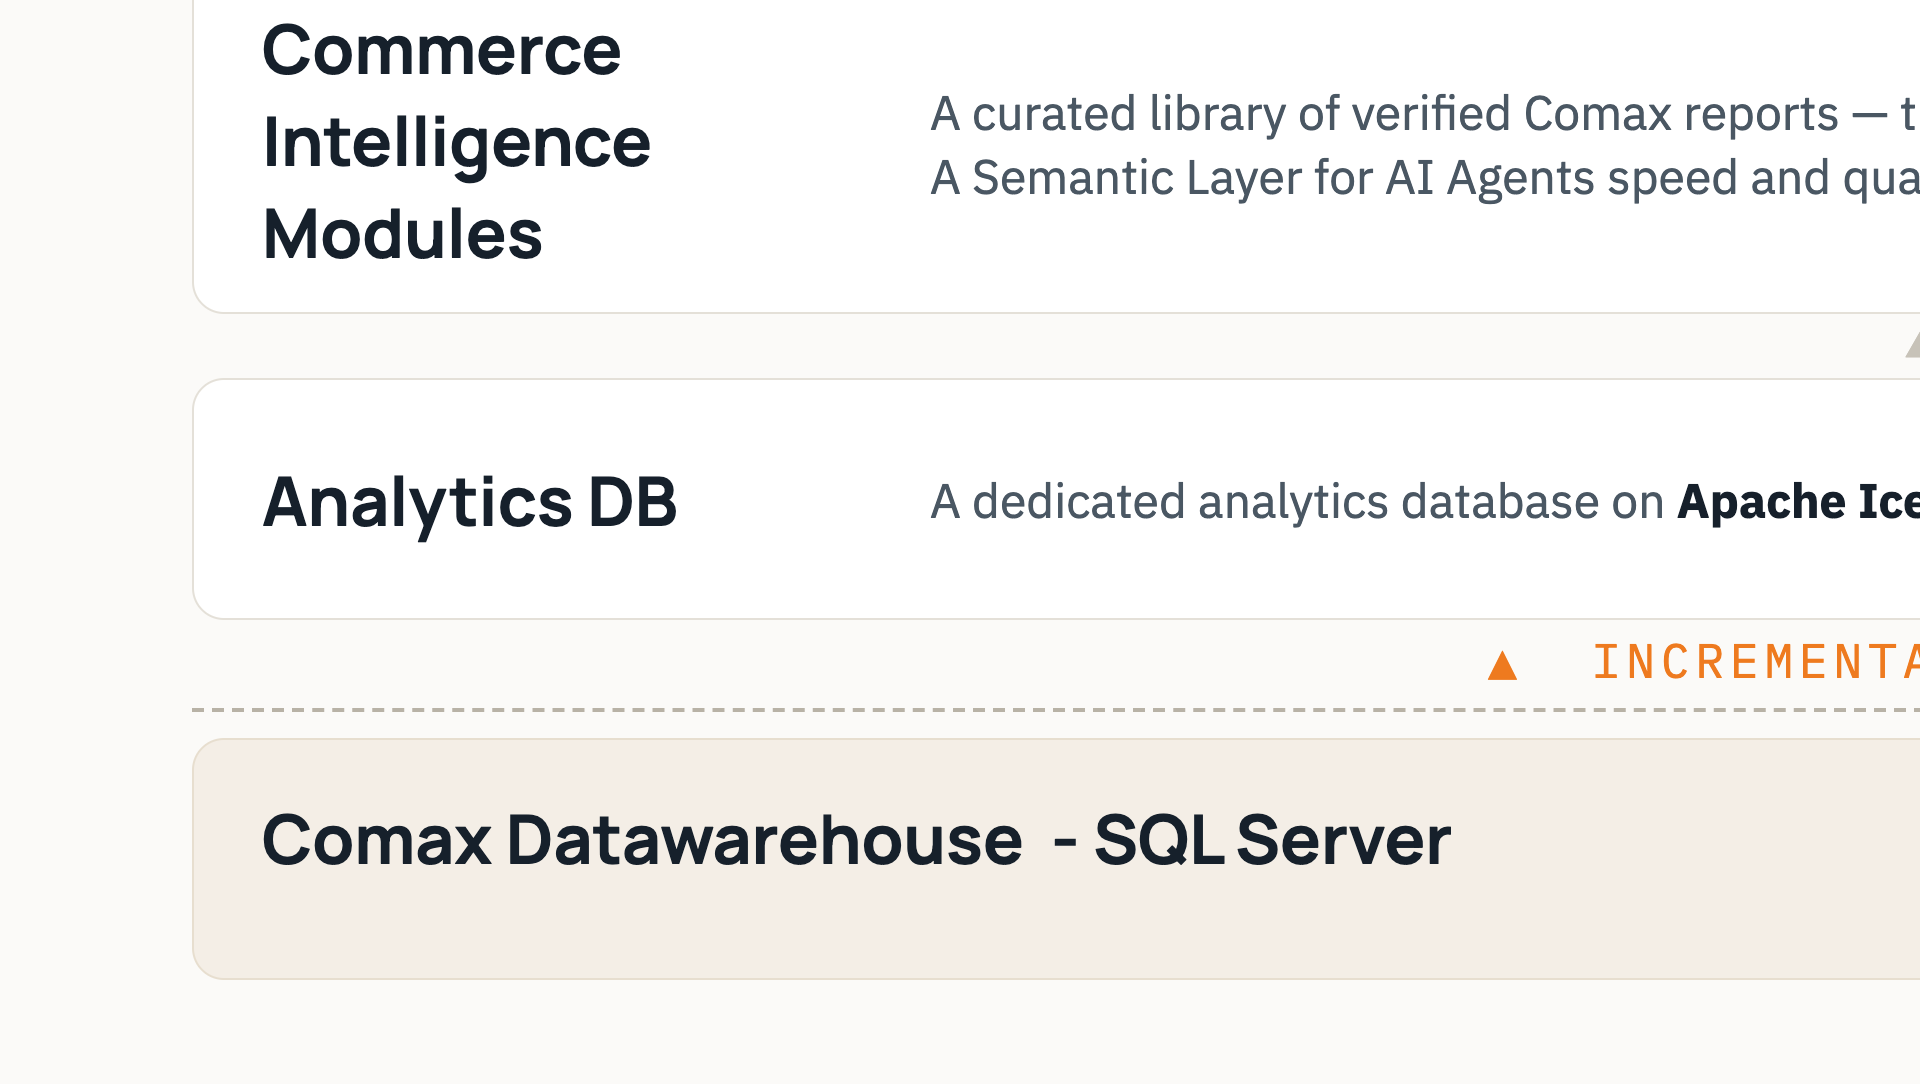 Commerce
Intelligence
Modules
A curated library of verified Comax reports —
A Semantic Layer for AI Agents speed and
Analytics DB
A dedicated analytics database on Apache
▲
Comax Datawarehouse - SQL Server